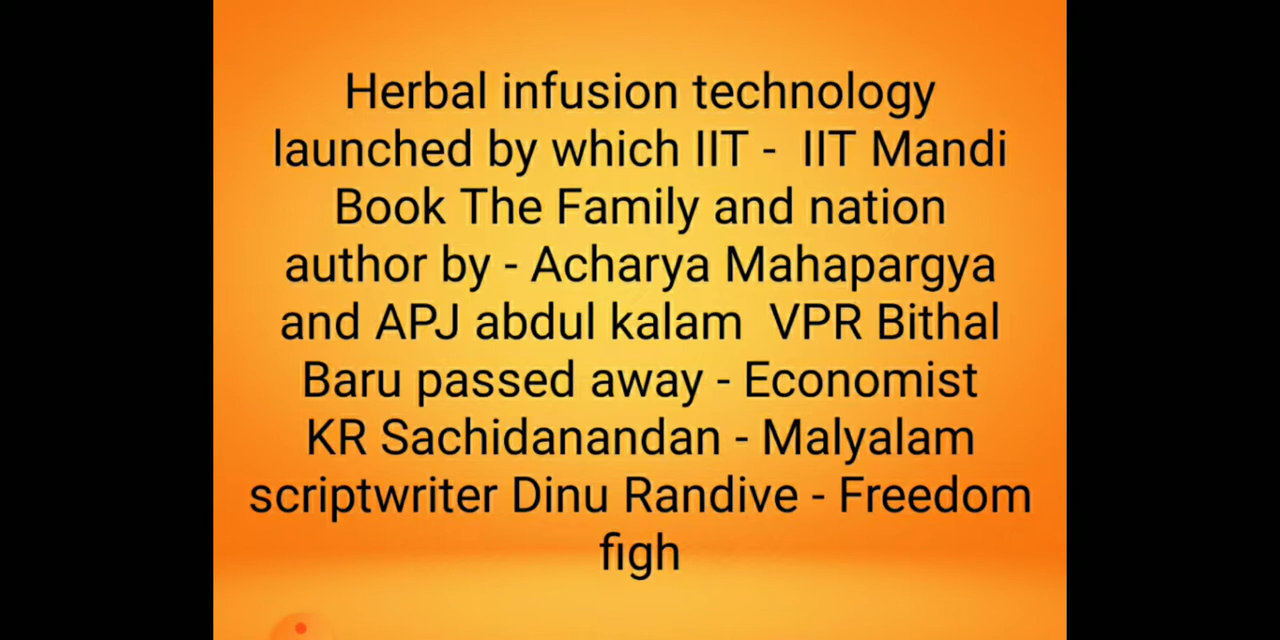 Herbal infusion technology
launched by which IIT - IIT Mandi
Book The Family and nation
author by - Acharya Mahapargya
and APJ abdul kalam VPR Bithal
Baru passed away - Economist
KR Sachidanandan - Malyalam
scriptwriter Dinu Randive - Freedom
figh